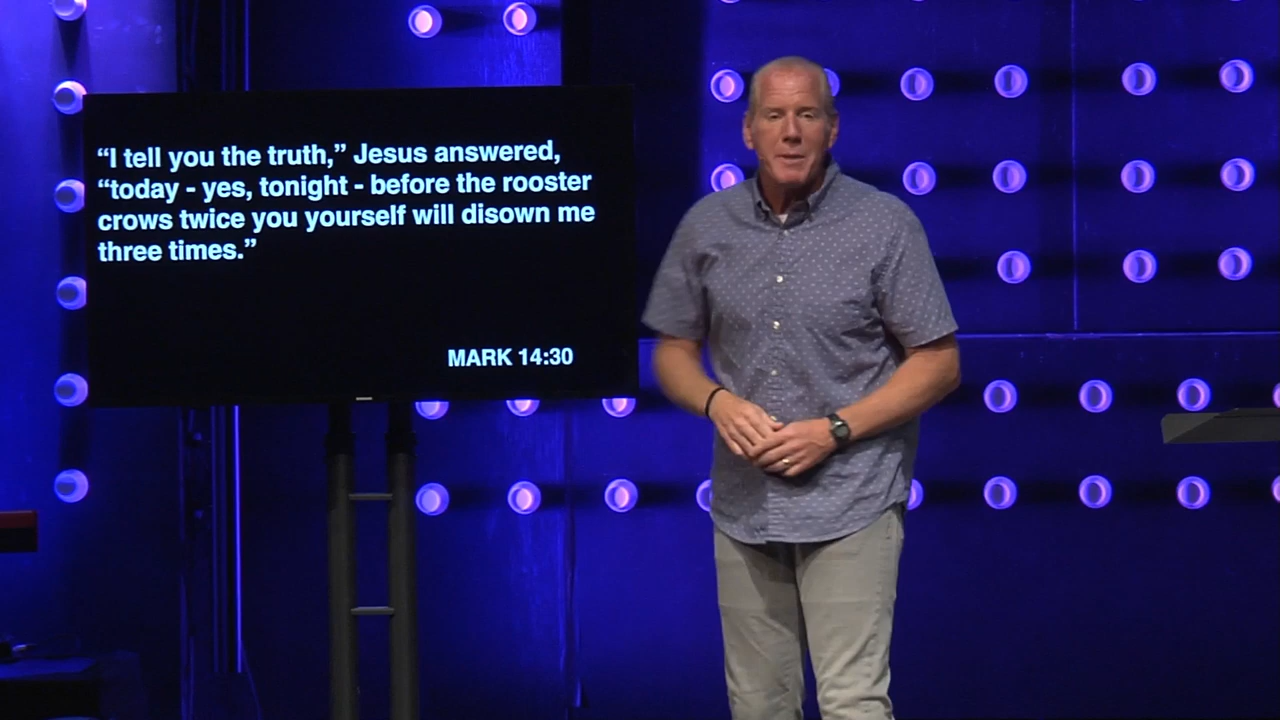 “I tell you the truth,” Jesus answered,
“today - yes, tonight - before the rooster
crows twice you yourself will disown me
three times.”
MARK 14:30